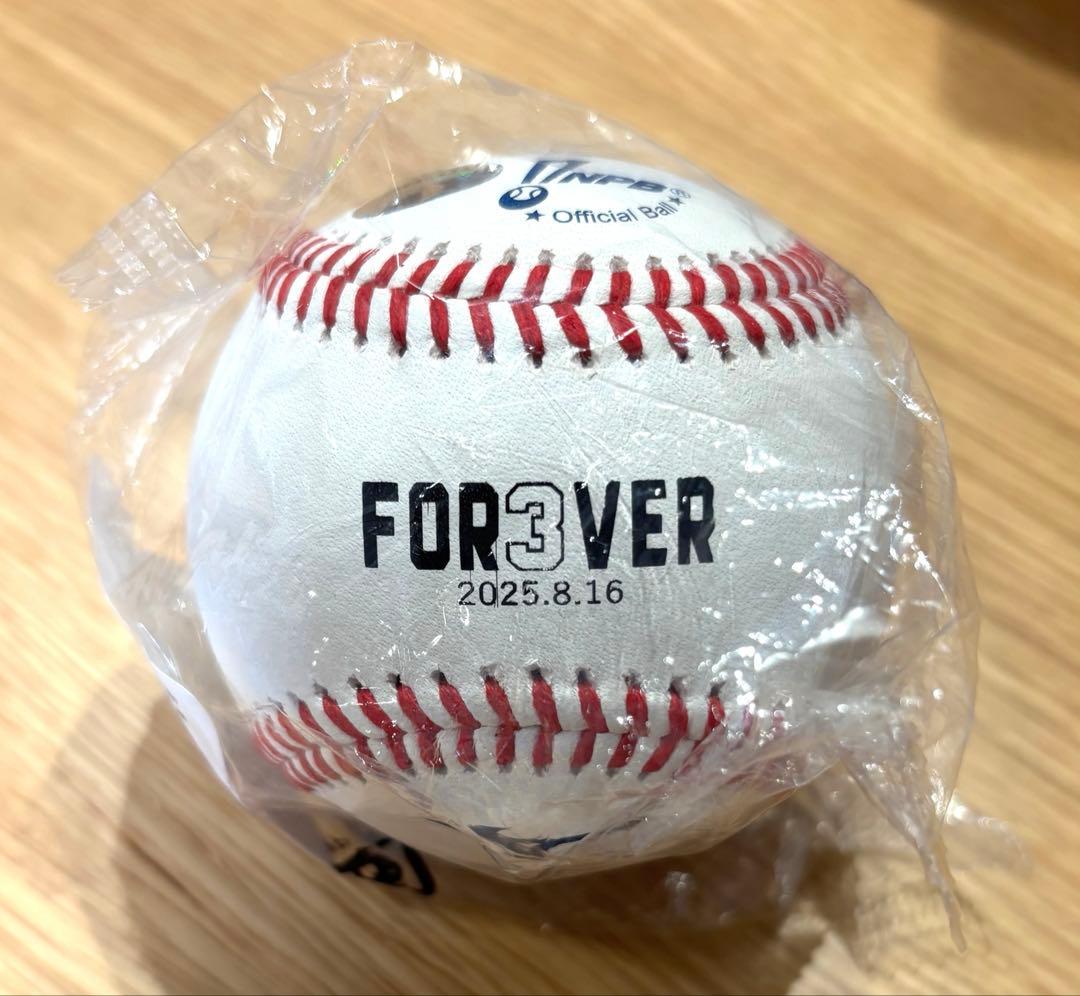 NPB®
★ Official Ball ★
FOR3VER
2025.8.16